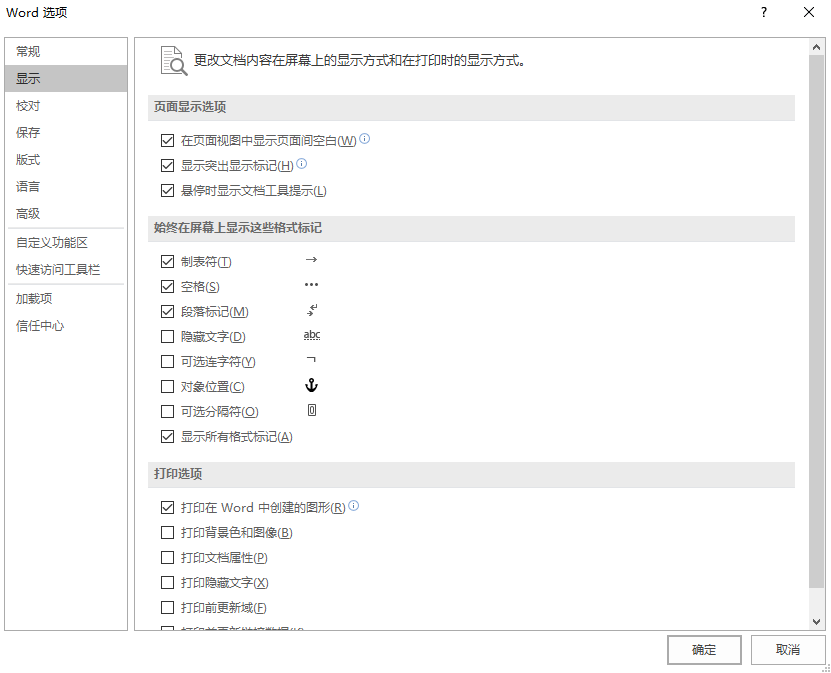 Word 选项
?
常规
显示
校对
保存
版式
语言
高级
自定义功能区
快速访问工具栏
加载项
信任中心
更改文档内容在屏幕上的显示方式和在打印时的显示方式。
页面显示选项
在页面视图中显示页面间空白(W)
显示突出显示标记(H)
悬停时显示文档工具提示(L)
始终在屏幕上显示这些格式标记
制表符(T) →
空格(S) •••
段落标记(M)
隐藏文字(D) abc
可选连字符(Y) ¬
对象位置(C)
可选分隔符(O)
显示所有格式标记(A)
打印选项
打印在 Word 中创建的图形(R)
打印背景色和图像(B)
打印文档属性(P)
打印隐藏文字(X)
打印前更新域(F)
确定 取消